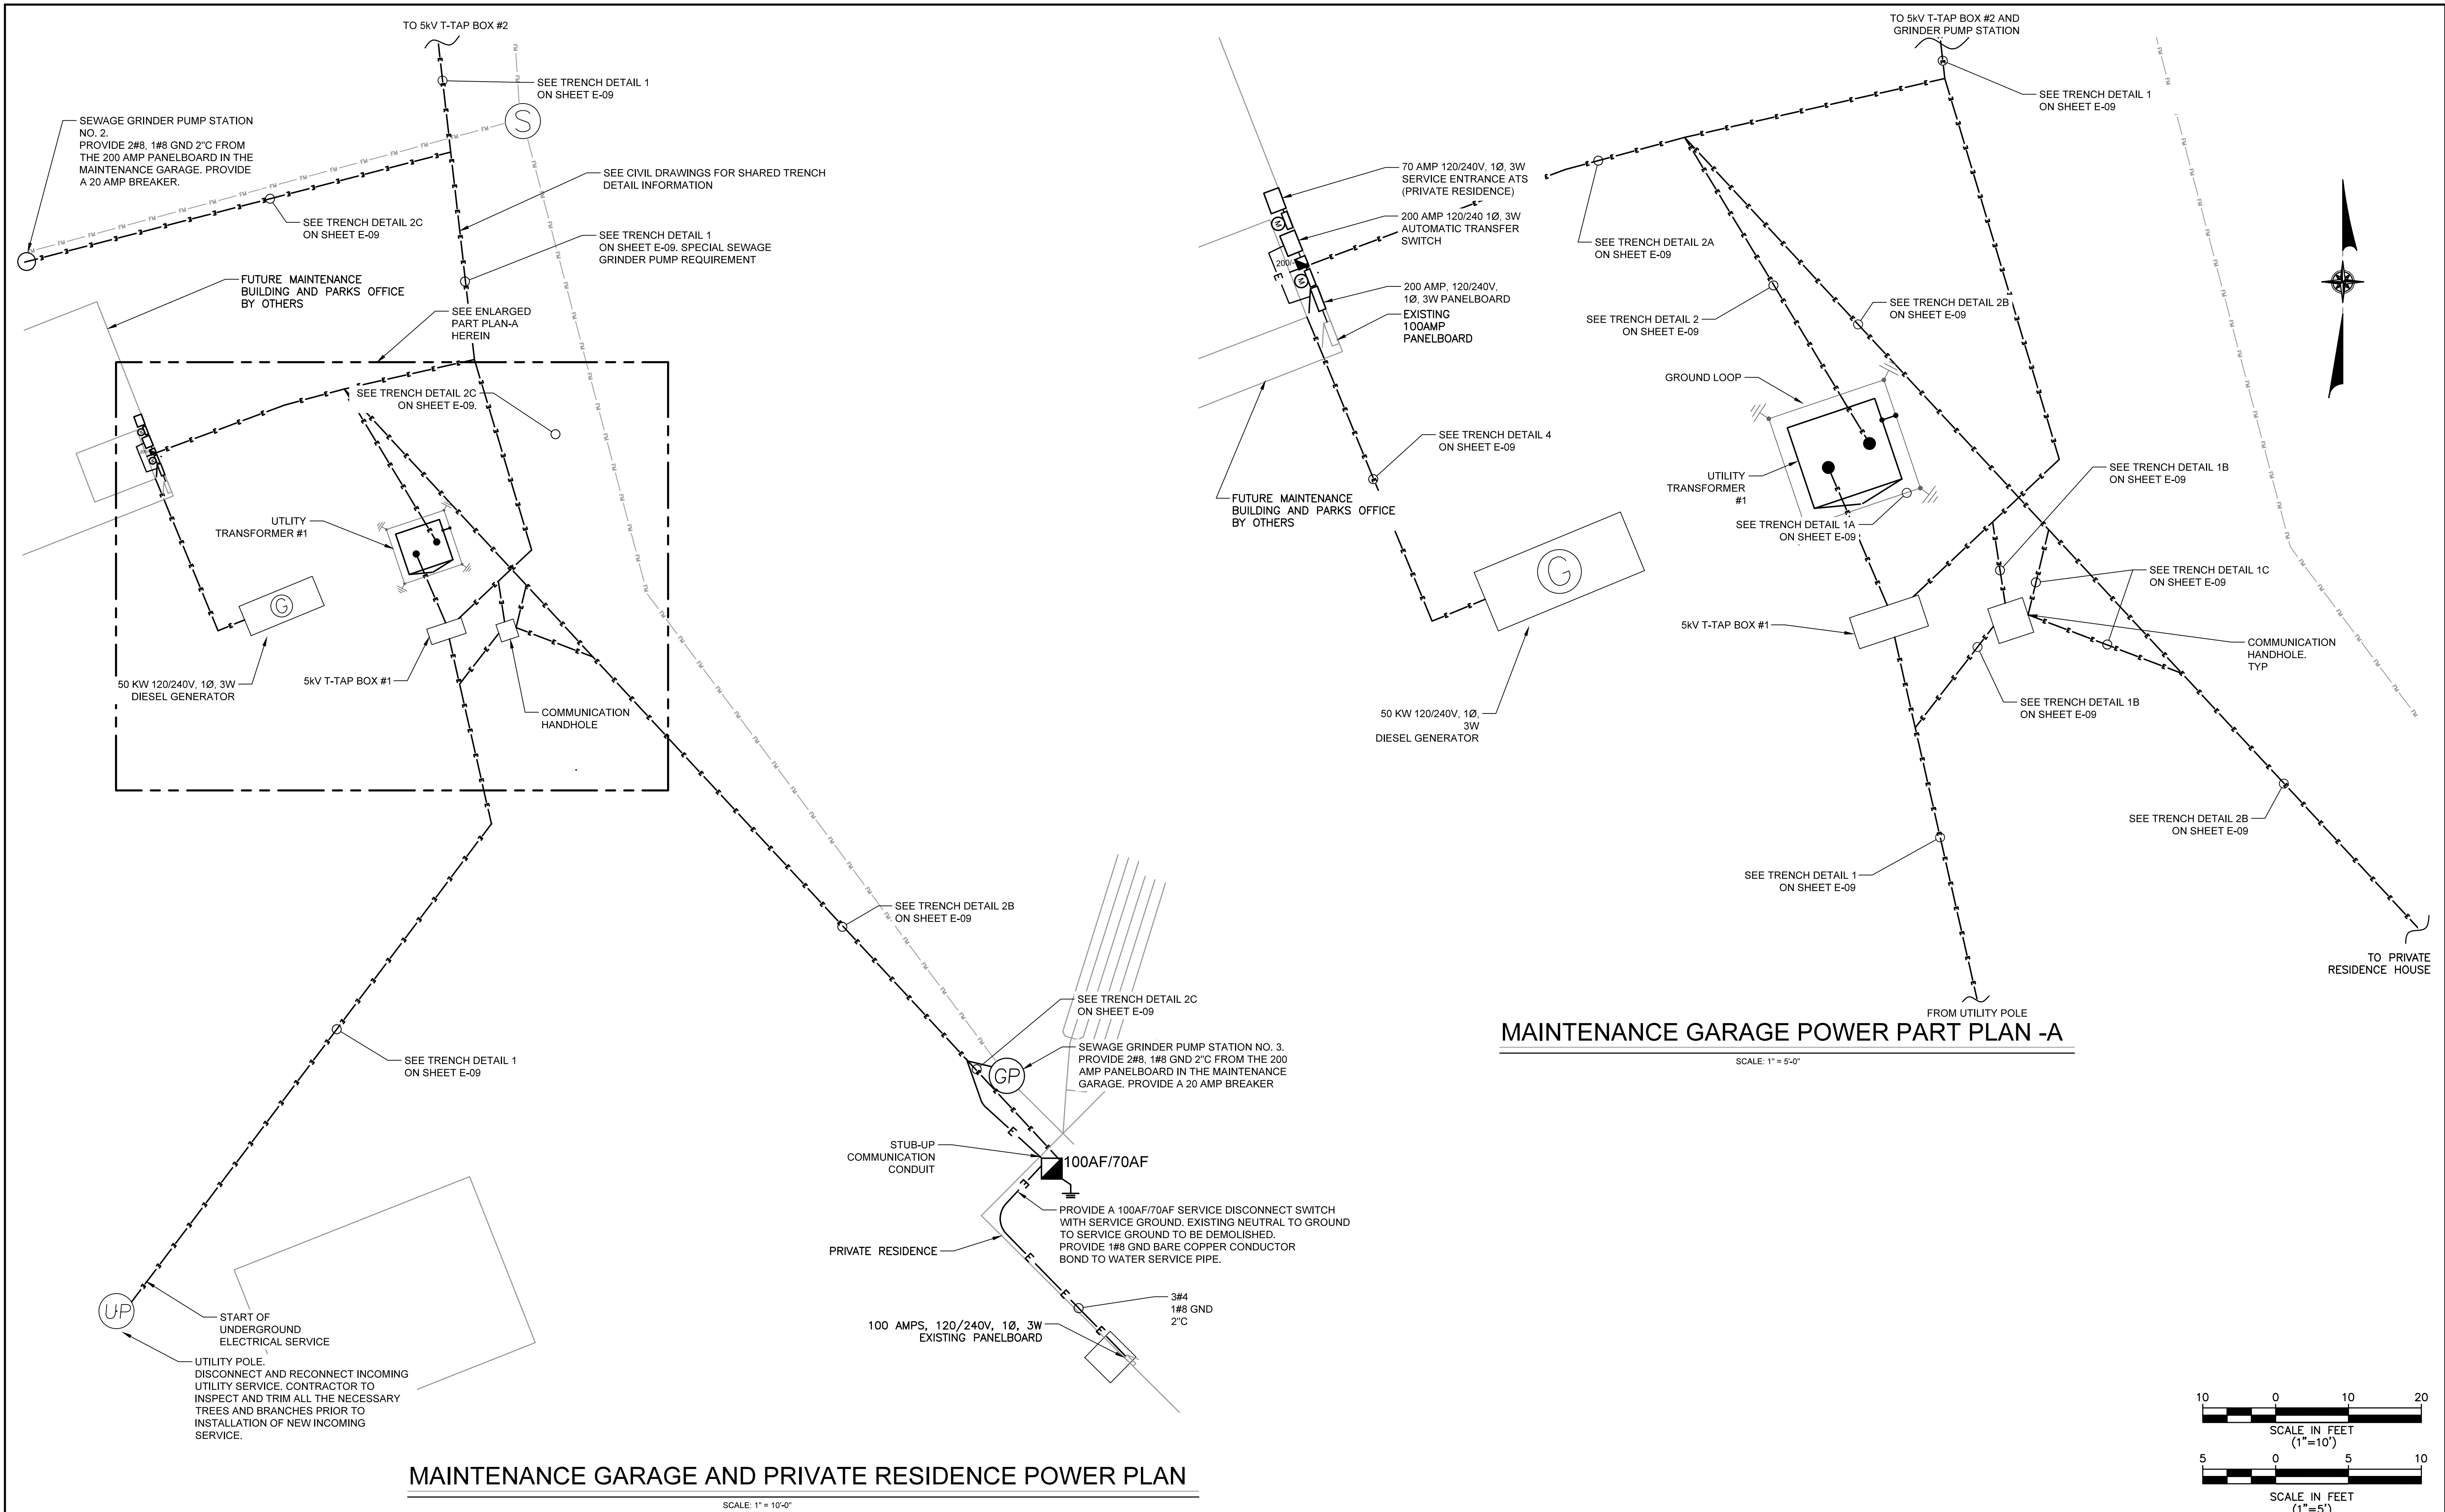 TO 5kV T-TAP BOX #2
SEE TRENCH DETAIL 1
ON SHEET E-09
S
SEWAGE GRINDER PUMP STATION
NO. 2.
PROVIDE 2#8, 1#8 GND 2"C FROM
THE 200 AMP PANELBOARD IN THE
MAINTENANCE GARAGE. PROVIDE
A 20 AMP BREAKER.
SEE CIVIL DRAWINGS FOR SHARED TRENCH
DETAIL INFORMATION
SEE TRENCH DETAIL 2C
ON SHEET E-09
SEE TRENCH DETAIL 1
ON SHEET E-09. SPECIAL SEWAGE
GRINDER PUMP REQUIREMENT
FUTURE MAINTENANCE
BUILDING AND PARKS OFFICE
BY OTHERS
SEE ENLARGED
PART PLAN-A
HEREIN
SEE TRENCH DETAIL 2C
ON SHEET E-09.
UTLITY
TRANSFORMER #1
G
50 KW 120/240V, 1Ø, 3W
DIESEL GENERATOR
5kV T-TAP BOX #1
COMMUNICATION
HANDHOLE
SEE TRENCH DETAIL 2B
ON SHEET E-09
SEE TRENCH DETAIL 2C
ON SHEET E-09
SEWAGE GRINDER PUMP STATION NO. 3.
PROVIDE 2#8, 1#8 GND 2"C FROM THE 200
AMP PANELBOARD IN THE MAINTENANCE
GARAGE. PROVIDE A 20 AMP BREAKER
GP
SEE TRENCH DETAIL 1
ON SHEET E-09
STUB-UP
COMMUNICATION
CONDUIT
100AF/70AF
PROVIDE A 100AF/70AF SERVICE DISCONNECT SWITCH
WITH SERVICE GROUND. EXISTING NEUTRAL TO GROUND
TO SERVICE GROUND TO BE DEMOLISHED.
PROVIDE 1#8 GND BARE COPPER CONDUCTOR
BOND TO WATER SERVICE PIPE.
PRIVATE RESIDENCE
3#4
1#8 GND
2"C
100 AMPS, 120/240V, 1Ø, 3W
EXISTING PANELBOARD
UP
START OF
UNDERGROUND
ELECTRICAL SERVICE
UTILITY POLE.
DISCONNECT AND RECONNECT INCOMING
UTILITY SERVICE. CONTRACTOR TO
INSPECT AND TRIM ALL THE NECESSARY
TREES AND BRANCHES PRIOR TO
INSTALLATION OF NEW INCOMING
SERVICE.
MAINTENANCE GARAGE AND PRIVATE RESIDENCE POWER PLAN
SCALE: 1" = 10'-0"
TO 5kV T-TAP BOX #2 AND
GRINDER PUMP STATION
SEE TRENCH DETAIL 1
ON SHEET E-09
70 AMP 120/240V, 1Ø, 3W
SERVICE ENTRANCE ATS
(PRIVATE RESIDENCE)
200 AMP 120/240 1Ø, 3W
AUTOMATIC TRANSFER
SWITCH
M
M
200 AMP, 120/240V,
1Ø, 3W PANELBOARD
EXISTING
100AMP
PANELBOARD
SEE TRENCH DETAIL 2A
ON SHEET E-09
SEE TRENCH DETAIL 2
ON SHEET E-09
SEE TRENCH DETAIL 2B
ON SHEET E-09
GROUND LOOP
SEE TRENCH DETAIL 4
ON SHEET E-09
UTILITY
TRANSFORMER
#1
SEE TRENCH DETAIL 1B
ON SHEET E-09
FUTURE MAINTENANCE
BUILDING AND PARKS OFFICE
BY OTHERS
SEE TRENCH DETAIL 1A
ON SHEET E-09
G
SEE TRENCH DETAIL 1C
ON SHEET E-09
5kV T-TAP BOX #1
COMMUNICATION
HANDHOLE.
TYP
SEE TRENCH DETAIL 1B
ON SHEET E-09
50 KW 120/240V, 1Ø,
3W
DIESEL GENERATOR
SEE TRENCH DETAIL 2B
ON SHEET E-09
SEE TRENCH DETAIL 1
ON SHEET E-09
TO PRIVATE
RESIDENCE HOUSE
FROM UTILITY POLE
MAINTENANCE GARAGE POWER PART PLAN -A
SCALE: 1" = 5'-0"
10 0 10 20
SCALE IN FEET
(1"=10')
5 0 5 10
SCALE IN FEET
(1"=5')